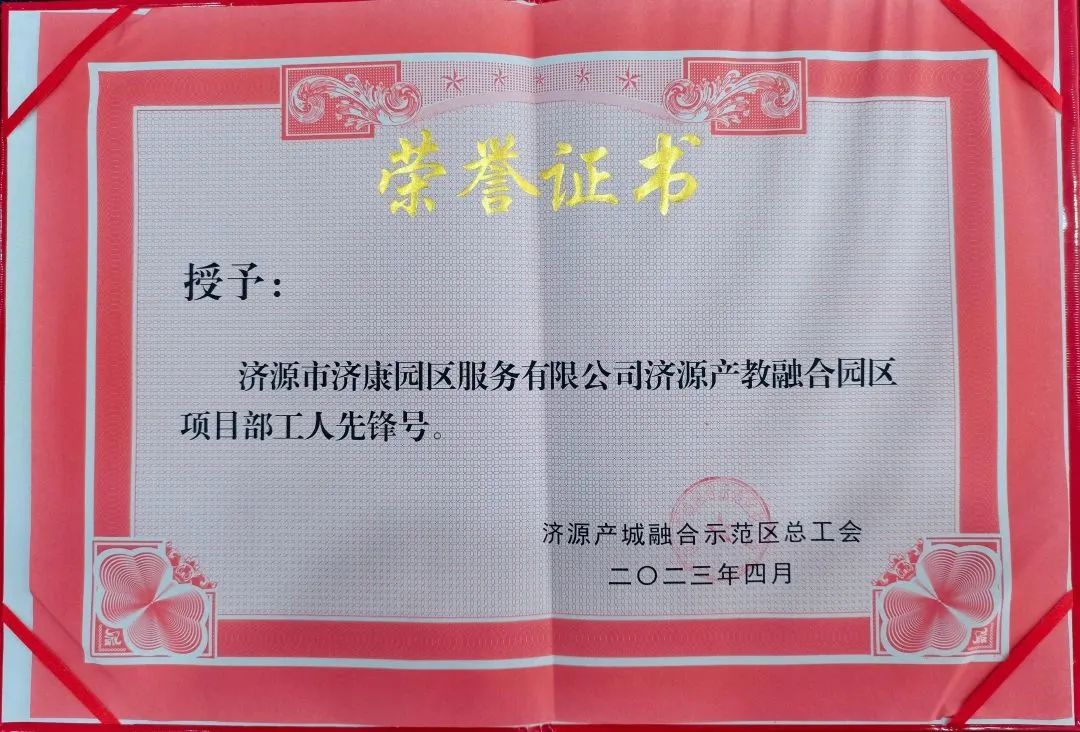 荣誉证书
授予：
济源市济康园区服务有限公司济源产教融合园区
项目部工人先锋号。
济源产城融合示范区总工会
二〇二三年四月